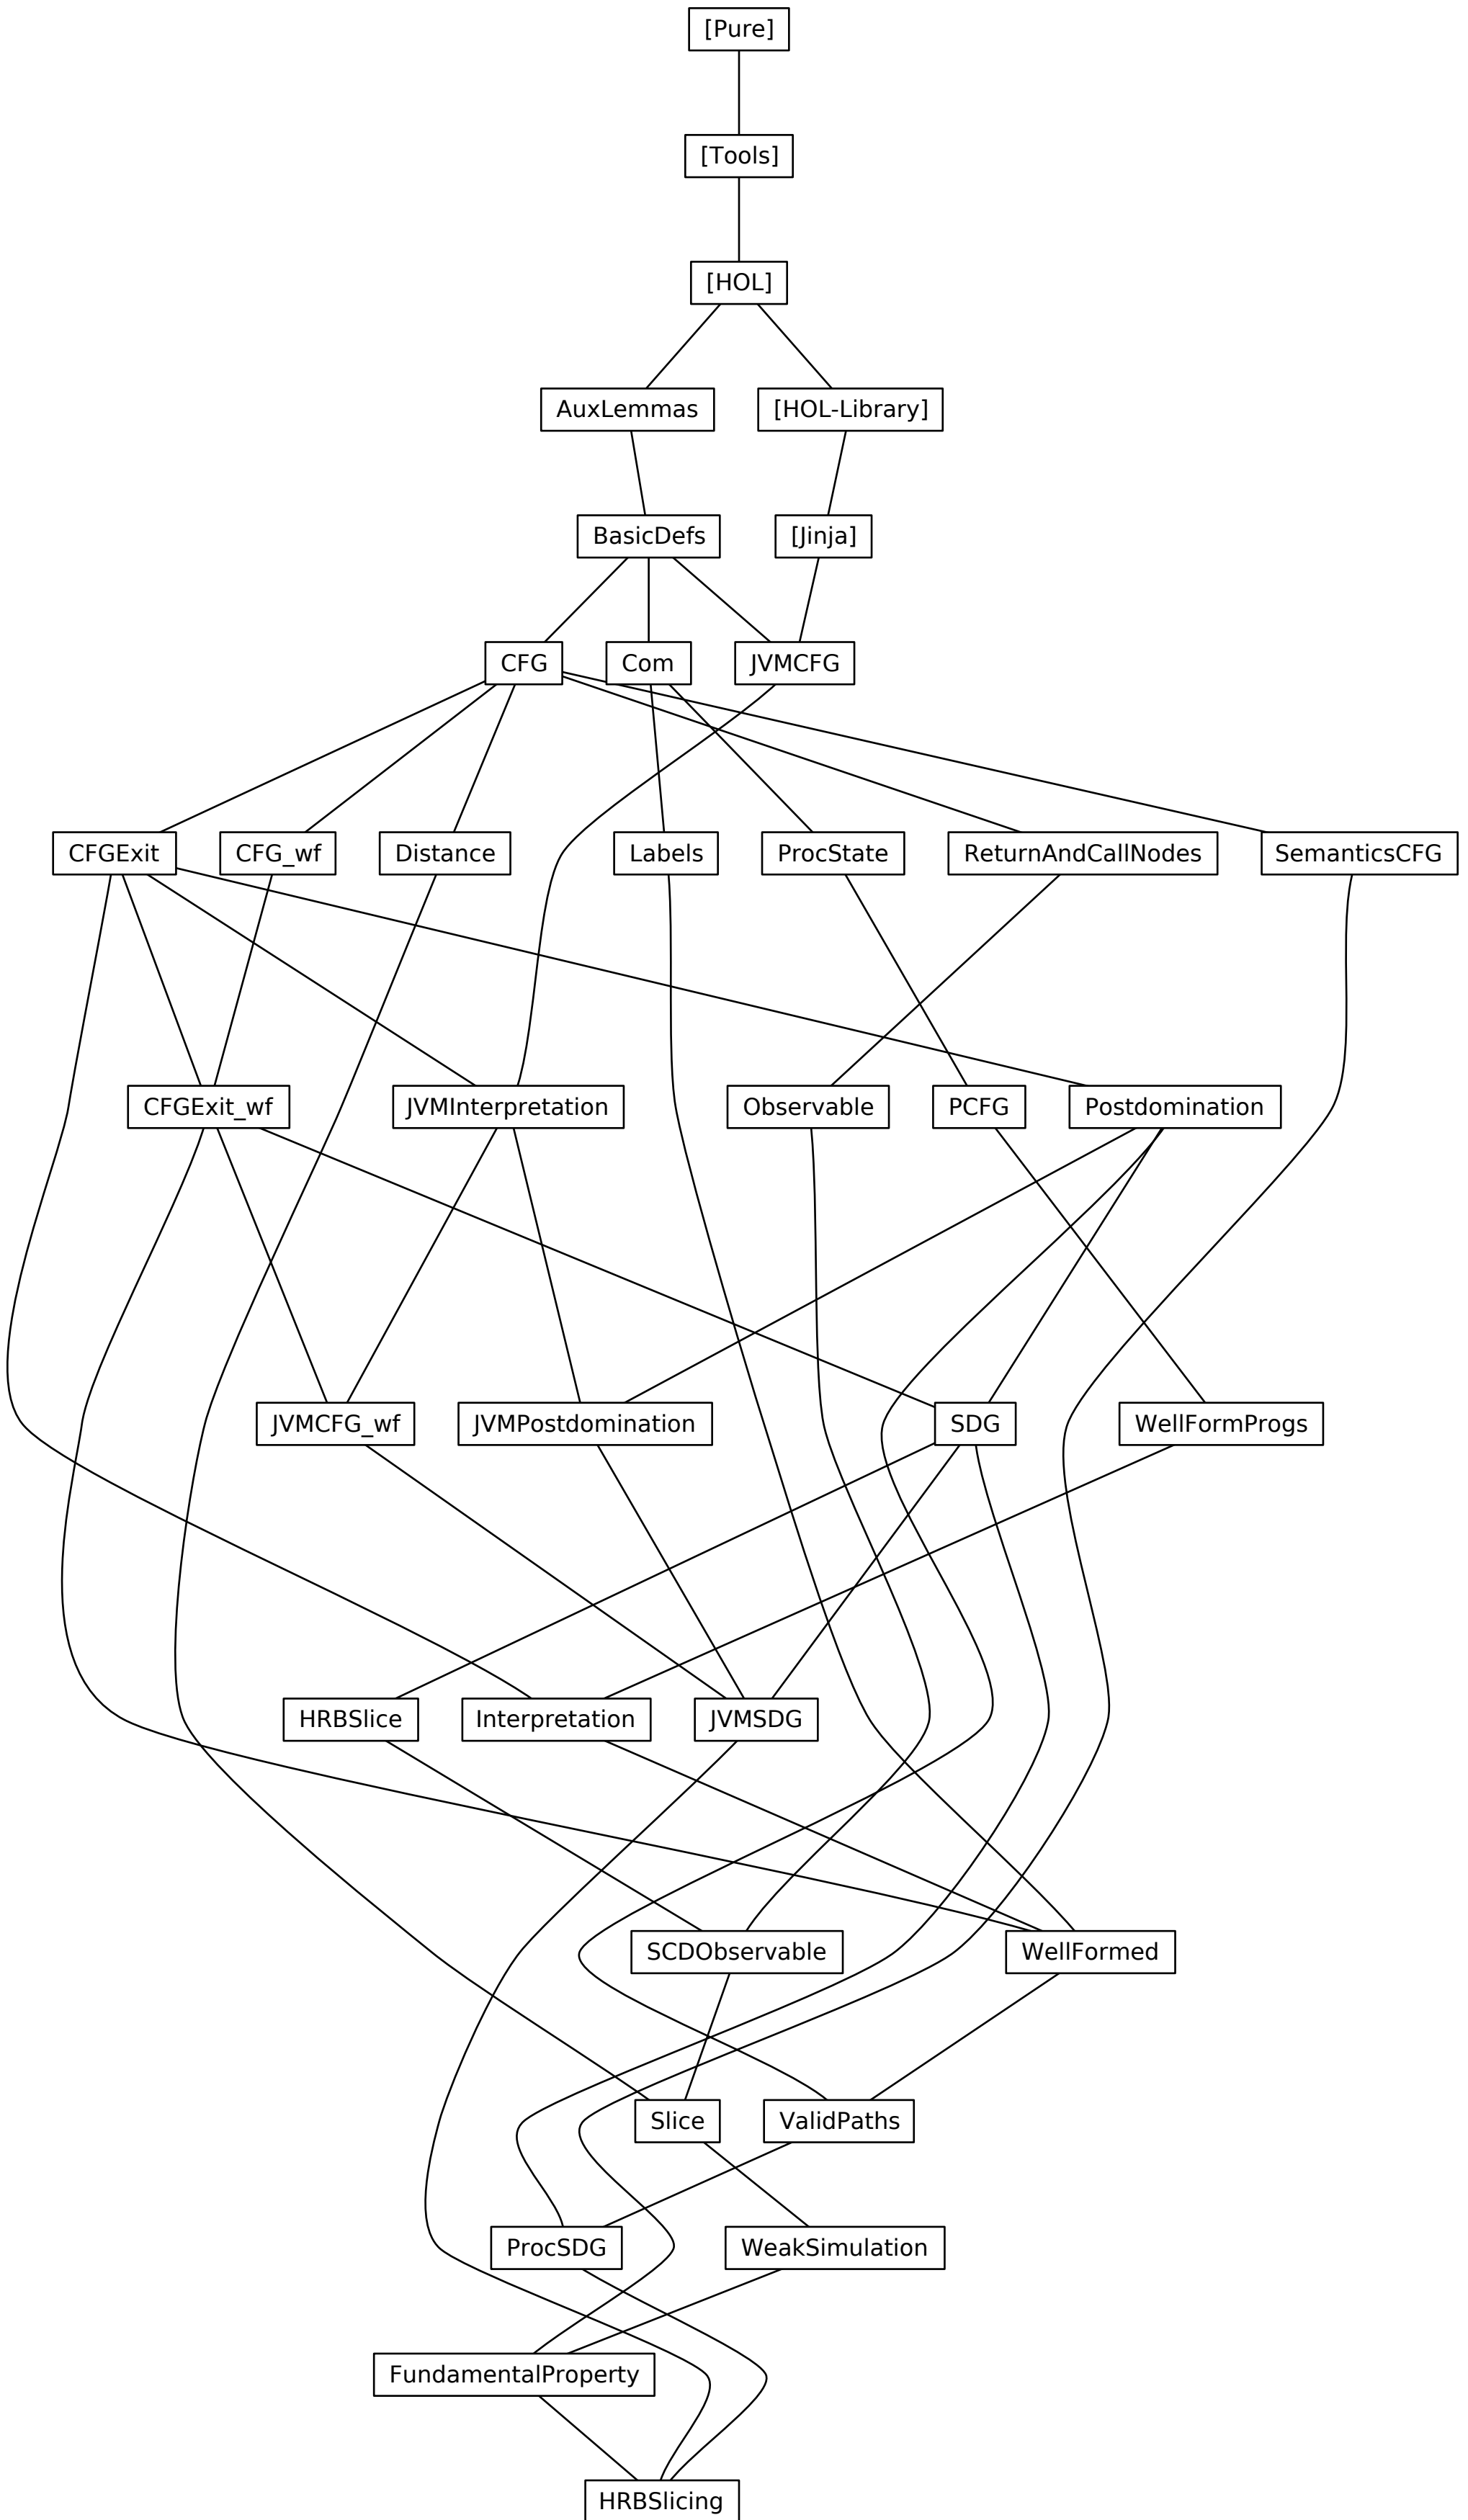 [Pure]
[Tools]
[HOL]
AuxLemmas
[HOL-Library]
BasicDefs
[Jinja]
CFG
Com
JVMCFG
CFGExit
CFG_wf
Distance
Labels
ProcState
ReturnAndCallNodes
SemanticsCFG
CFGExit_wf
JVMInterpretation
Observable
PCFG
Postdomination
JVMCFG_wf
JVMPostdomination
SDG
WellFormProgs
HRBSlice
Interpretation
JVMSDG
SCDObservable
WellFormed
Slice
ValidPaths
ProcSDG
WeakSimulation
FundamentalProperty
HRBSlicing